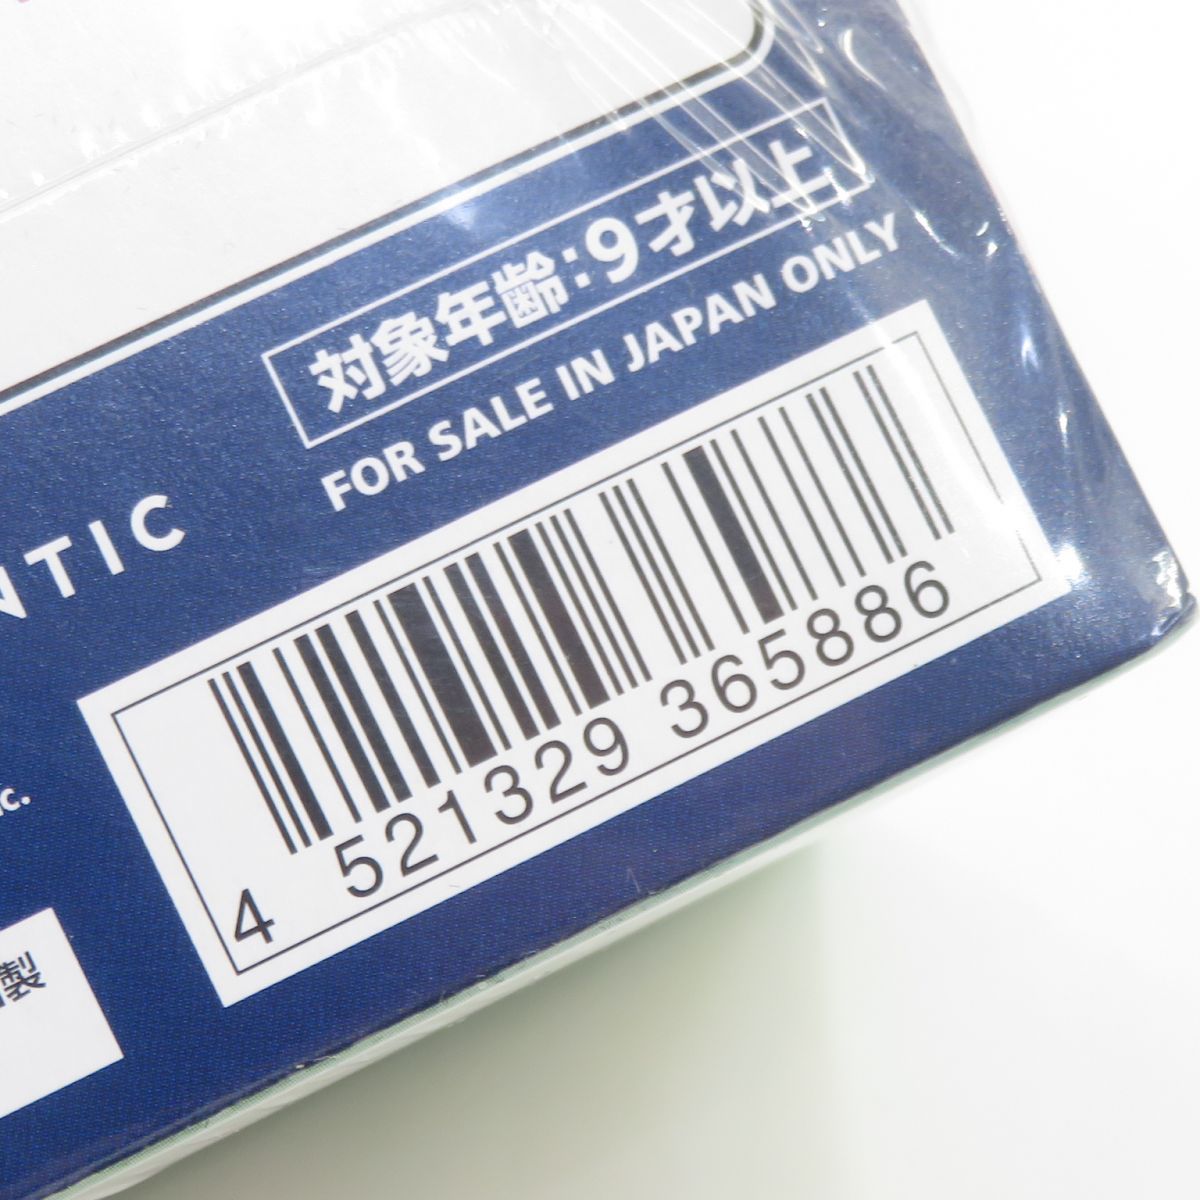 対象年齢:9才以上
FOR SALE IN JAPAN ONLY
NTIC
4 521329 365886
c.
製